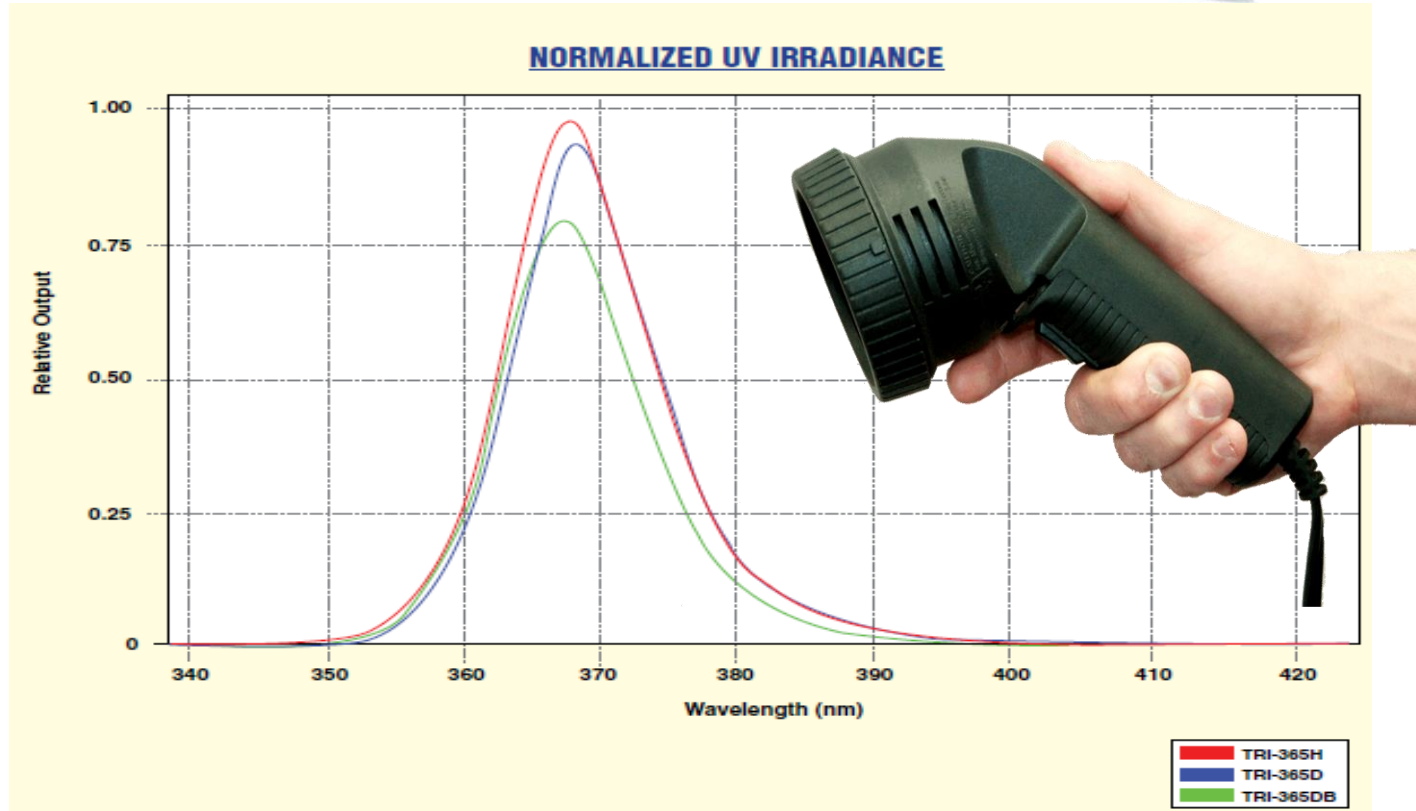 NORMALIZED UV IRRADIANCE
1.00
0.75
0.50
0.25
0
Relative Output
340 350 360 370 380 390 400 410 420
Wavelength (nm)
TRI-365H
TRI-365D
TRI-365DB